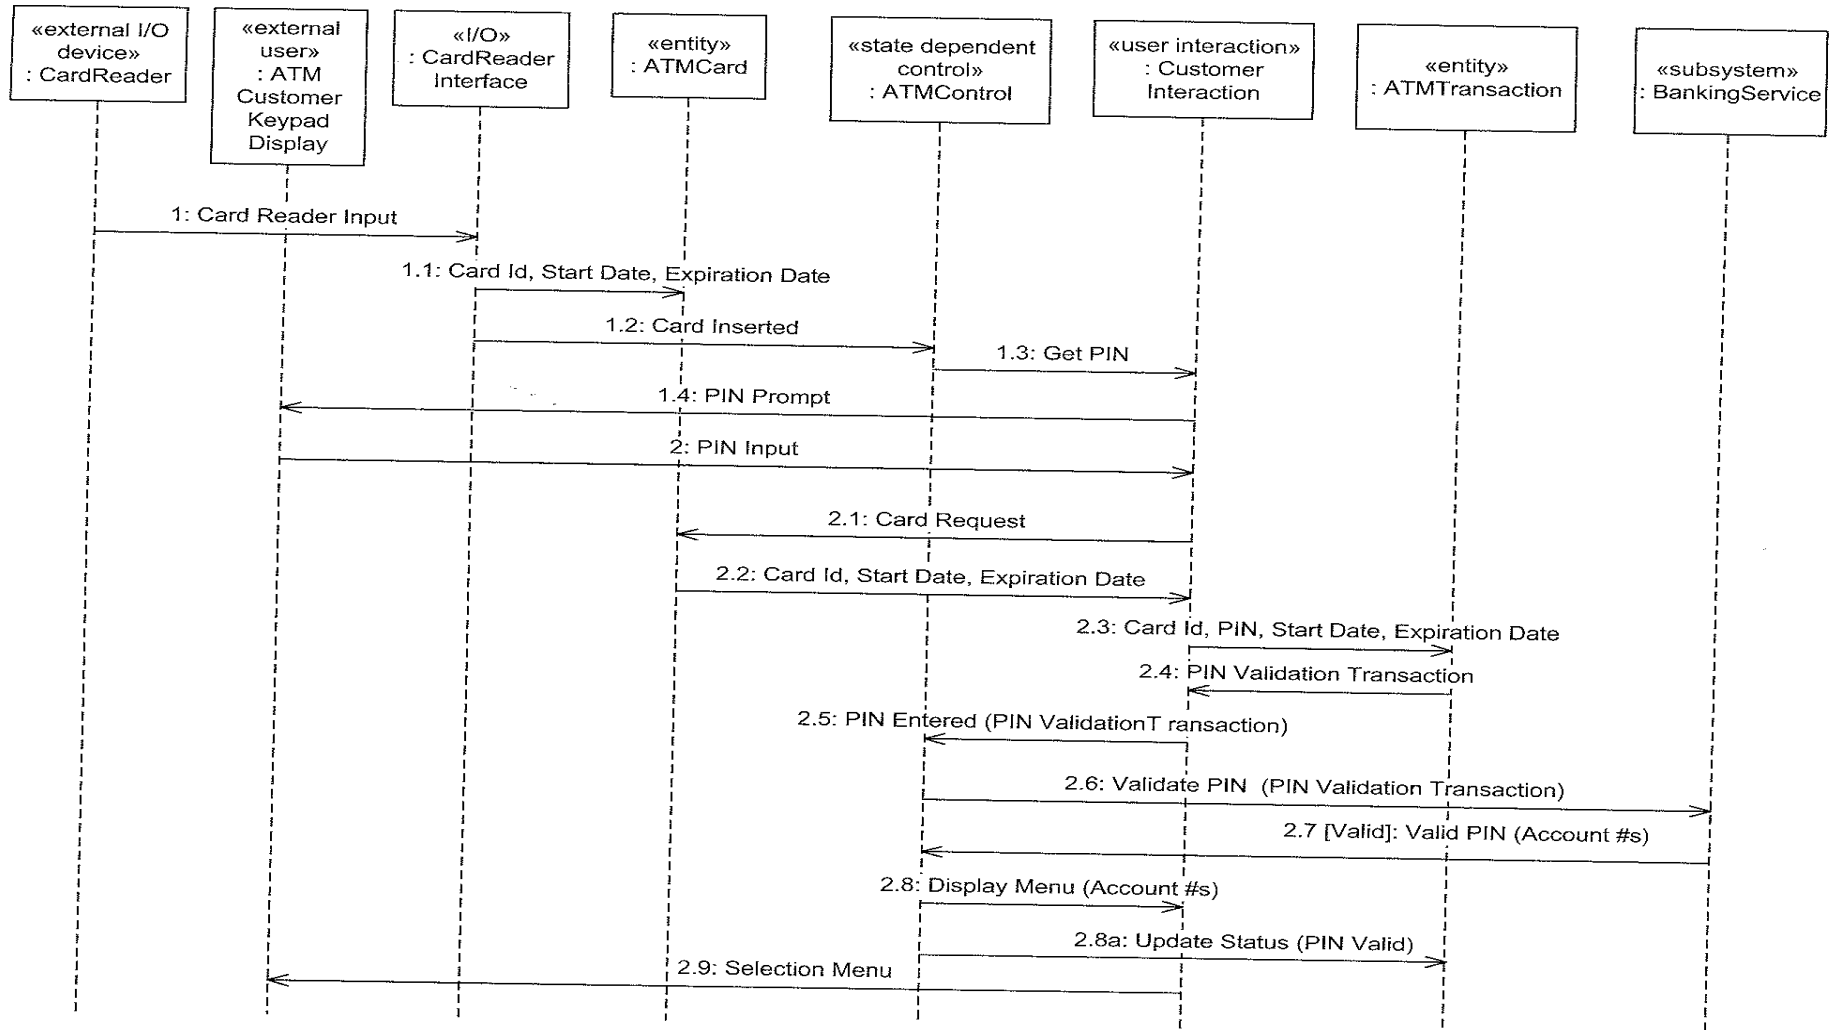 «external I/O
device»
: CardReader
«external
user»
: ATM
Customer
Keypad
Display
«I/O»
: CardReader
Interface
«entity»
: ATMCard
«state dependent
control»
: ATMControl
«user interaction»
: Customer
Interaction
«entity»
: ATMTransaction
«subsystem»
: BankingService
1: Card Reader Input
1.1: Card Id, Start Date, Expiration Date
1.2: Card Inserted
1.3: Get PIN
1.4: PIN Prompt
2: PIN Input
2.1: Card Request
2.2: Card Id, Start Date, Expiration Date
2.3: Card Id, PIN, Start Date, Expiration Date
2.4: PIN Validation Transaction
2.5: PIN Entered (PIN ValidationT ransaction)
2.6: Validate PIN (PIN Validation Transaction)
2.7 [Valid]: Valid PIN (Account #s)
2.8: Display Menu (Account #s)
2.8a: Update Status (PIN Valid)
2.9: Selection Menu